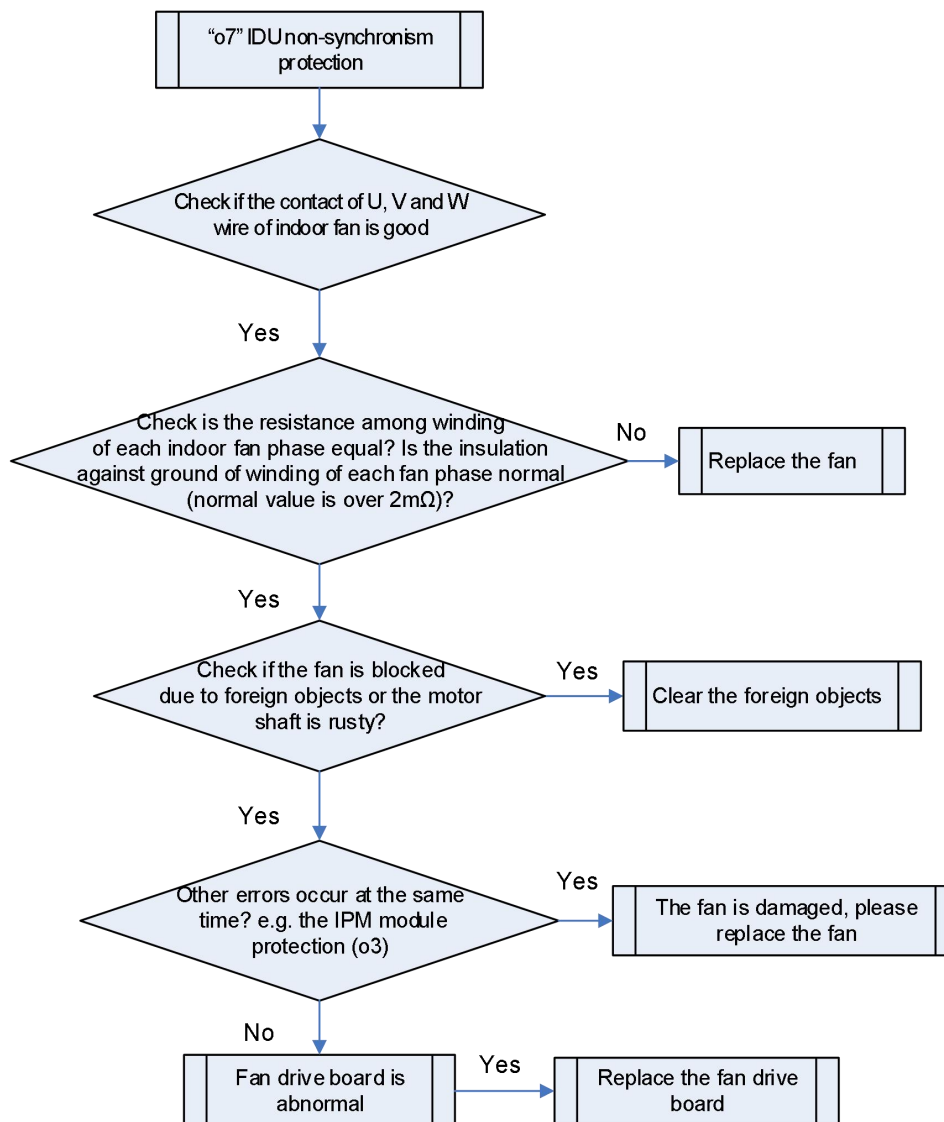 “o7” IDU non-synchronism
protection
Check if the contact of U, V and W
wire of indoor fan is good
Yes
Check is the resistance among winding
of each indoor fan phase equal? Is the insulation
against ground of winding of each fan phase normal
(normal value is over 2mΩ)?
No
Replace the fan
Yes
Check if the fan is blocked
due to foreign objects or the motor
shaft is rusty?
Yes
Clear the foreign objects
Yes
Other errors occur at the same
time? e.g. the IPM module
protection (o3)
Yes
The fan is damaged, please
replace the fan
No
Fan drive board is
abnormal
Yes
Replace the fan drive
board